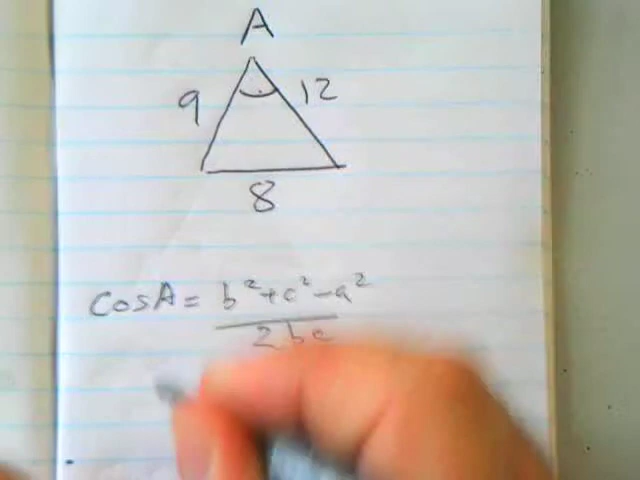 A
9 12
8
cosA = b²+c²-a²
2bc